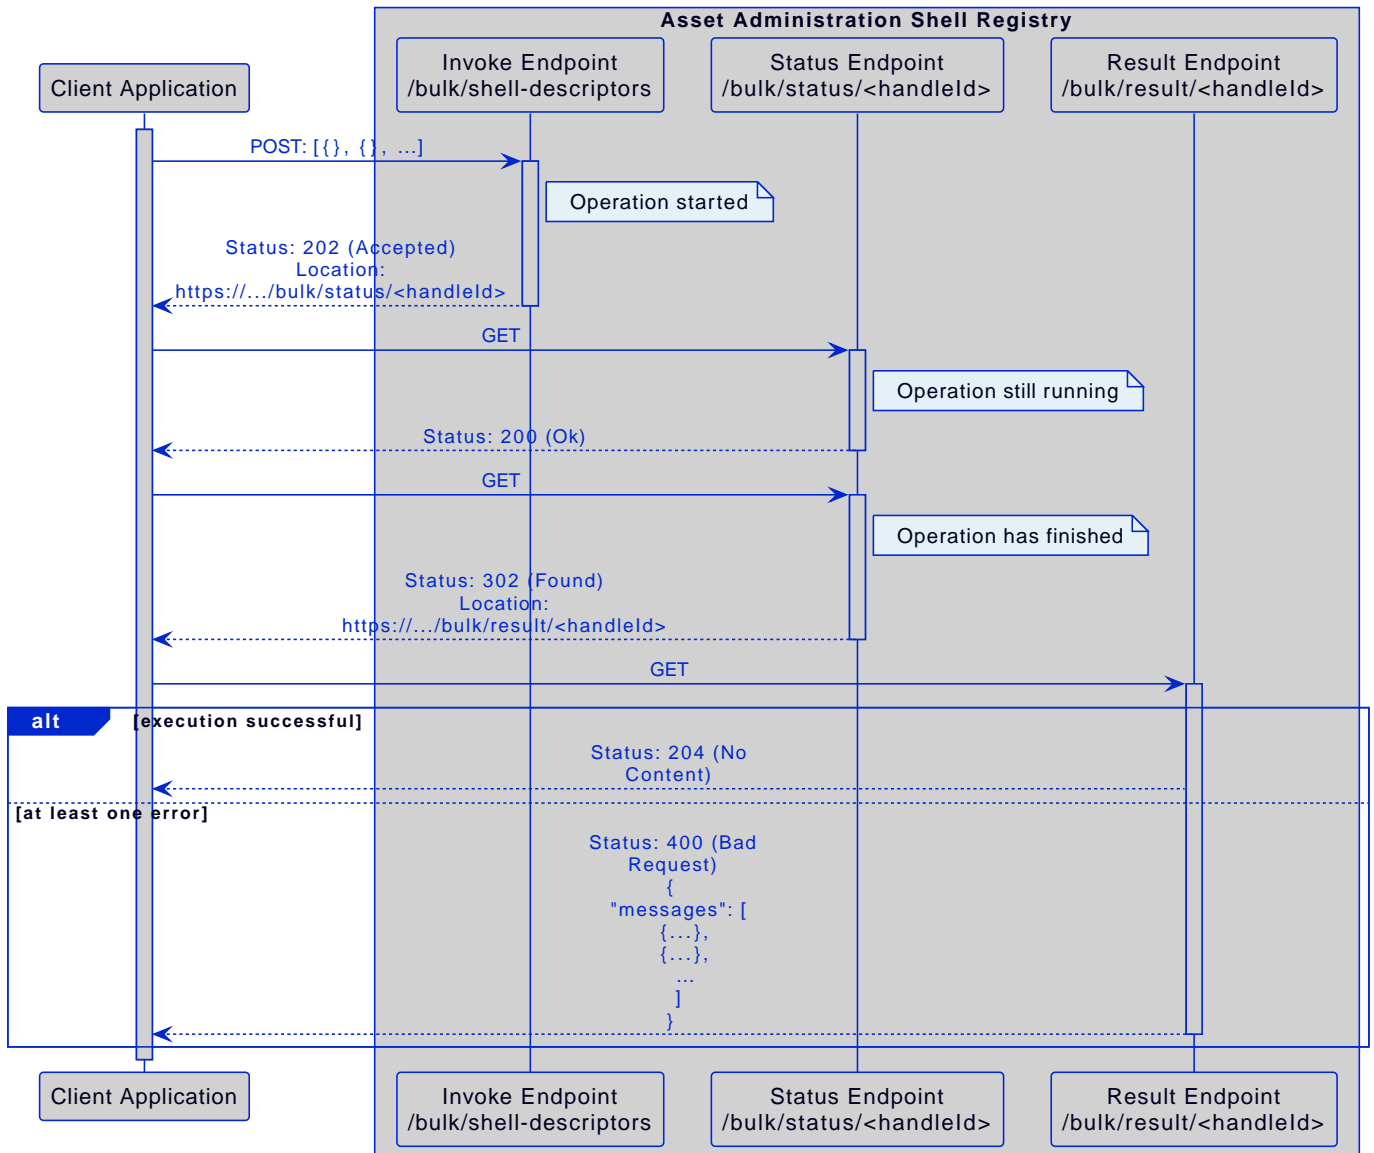 Asset Administration Shell Registry
Client Application
Invoke Endpoint
/bulk/shell-descriptors
Status Endpoint
/bulk/status/<handleId>
Result Endpoint
/bulk/result/<handleId>
POST: [{}, {}, ...]
Operation started
Status: 202 (Accepted)
Location:
https://.../bulk/status/<handleId>
GET
Operation still running
Status: 200 (Ok)
GET
Operation has finished
Status: 302 (Found)
Location:
https://.../bulk/result/<handleId>
GET
alt
[execution successful]
Status: 204 (No
Content)
[at least one error]
Status: 400 (Bad
Request)
{
"messages": [
{...},
{...},
...
]
}
Client Application
Invoke Endpoint
/bulk/shell-descriptors
Status Endpoint
/bulk/status/<handleId>
Result Endpoint
/bulk/result/<handleId>